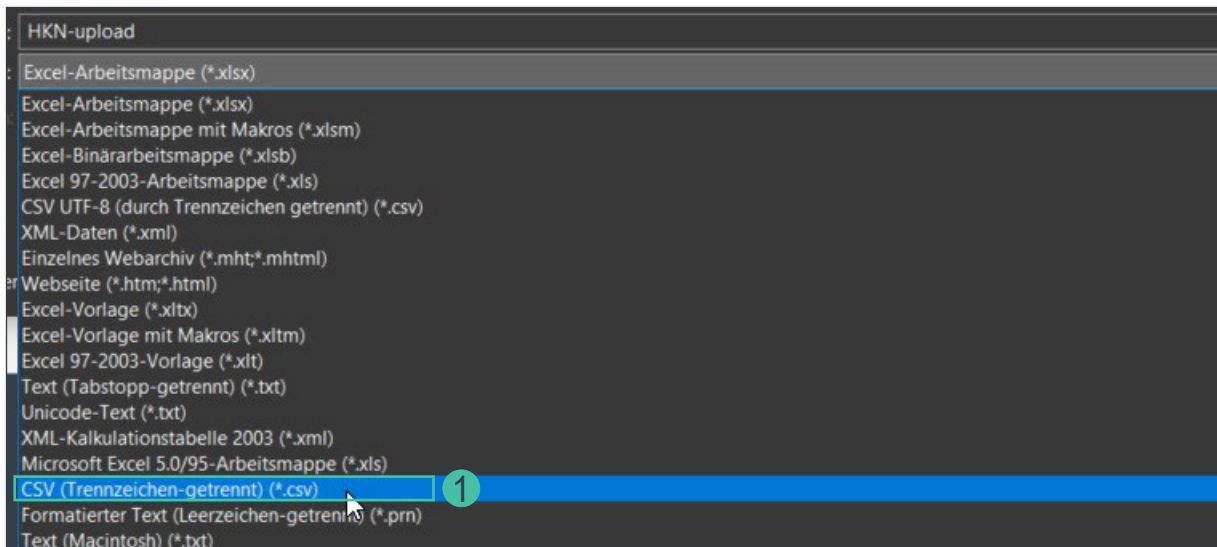 : HKN-upload
: Excel-Arbeitsmappe (*.xlsx)
Excel-Arbeitsmappe (*.xlsx)
Excel-Arbeitsmappe mit Makros (*.xlsm)
Excel-Binärarbeitsmappe (*.xlsb)
Excel 97-2003-Arbeitsmappe (*.xls)
CSV UTF-8 (durch Trennzeichen getrennt) (*.csv)
XML-Daten (*.xml)
Einzelnes Webarchiv (*.mht;*.mhtml)
er Webseite (*.htm;*.html)
Excel-Vorlage (*.xltx)
Excel-Vorlage mit Makros (*.xltm)
Excel 97-2003-Vorlage (*.xlt)
Text (Tabstopp-getrennt) (*.txt)
Unicode-Text (*.txt)
XML-Kalkulationstabelle 2003 (*.xml)
Microsoft Excel 5.0/95-Arbeitsmappe (*.xls)
CSV (Trennzeichen-getrennt) (*.csv) 1
Formatierter Text (Leerzeichen-getrennt) (*.prn)
Text (Macintosh) (*.txt)